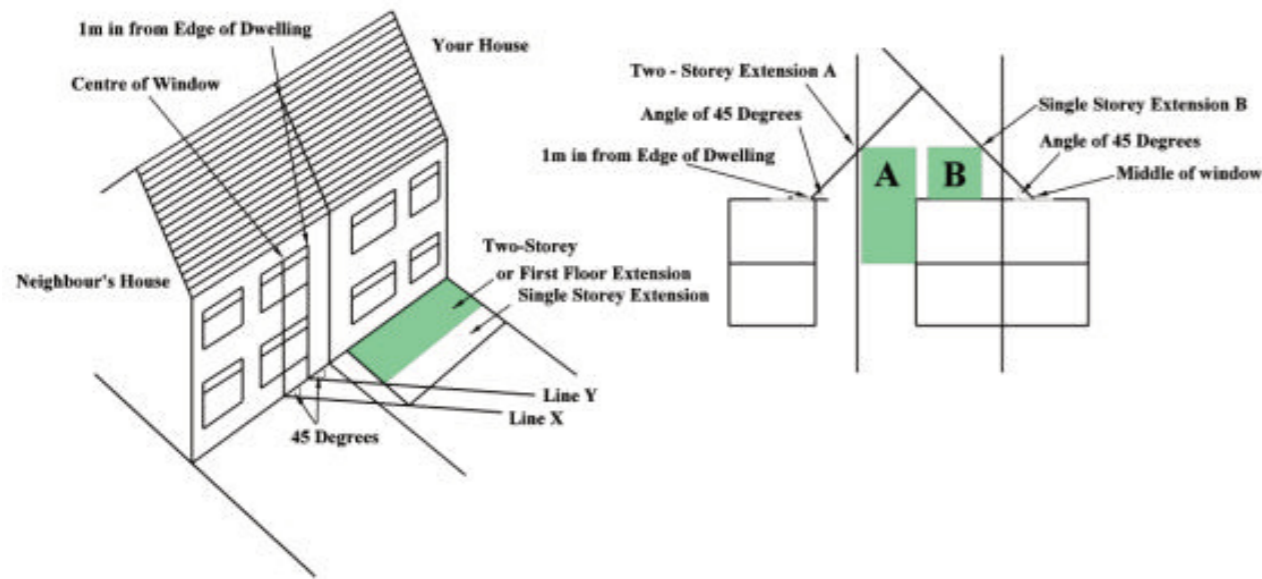 1m in from Edge of Dwelling
Your House
Centre of Window
Neighbour's House
Two-Storey
or First Floor Extension
Single Storey Extension
Line Y
Line X
45 Degrees
Two - Storey Extension A
Angle of 45 Degrees
1m in from Edge of Dwelling
Single Storey Extension B
Angle of 45 Degrees
Middle of window
A
B